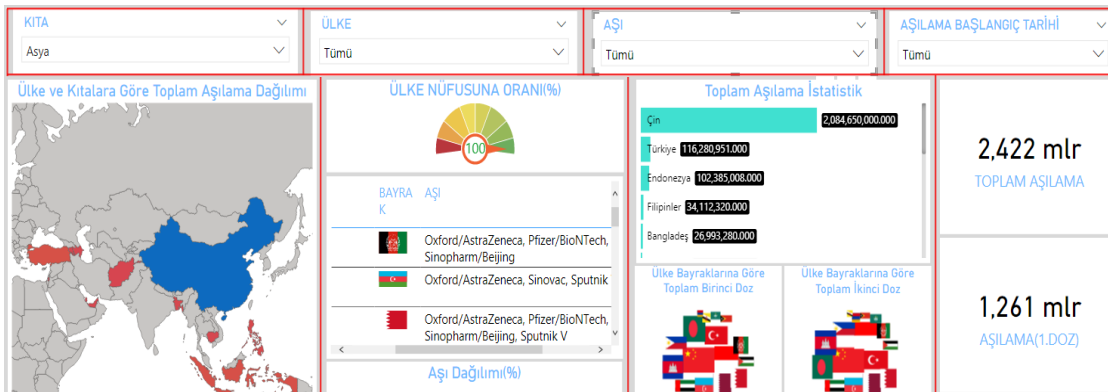 KITA
Asya
ÜLKE
Tümü
AŞI
Tümü
AŞILAMA BAŞLANGIÇ TARİHİ
Tümü
Ülke ve Kıtalara Göre Toplam Aşılama Dağılımı
ÜLKE NÜFUSUNA ORANI(%)
100
BAYRA
K
AŞI
Oxford/AstraZeneca, Pfizer/BioNTech,
Sinopharm/Beijing
Oxford/AstraZeneca, Sinovac, Sputnik
Oxford/AstraZeneca, Pfizer/BioNTech,
Sinopharm/Beijing, Sputnik V
Aşı Dağılımı(%)
Toplam Aşılama İstatistik
Çin 2,084,650,000.000
Türkiye 116,280,951.000
Endonezya 102,385,008.000
Filipinler 34,112,320.000
Bangladeş 26,993,280.000
Ülke Bayraklarına Göre
Toplam Birinci Doz
Ülke Bayraklarına Göre
Toplam İkinci Doz
2,422 mlr
TOPLAM AŞILAMA
1,261 mlr
AŞILAMA(1.DOZ)